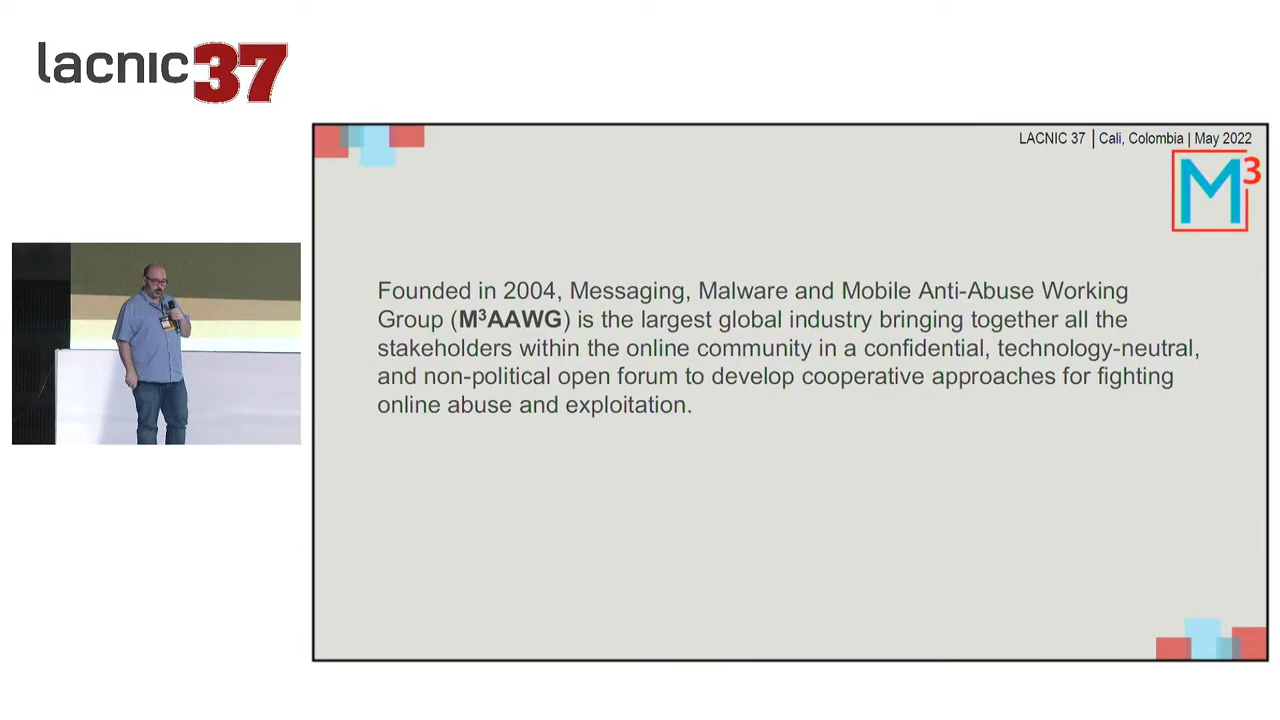 lacnic37
LACNIC 37 | Cali, Colombia | May 2022
M³
Founded in 2004, Messaging, Malware and Mobile Anti-Abuse Working
Group (M³AAWG) is the largest global industry bringing together all the
stakeholders within the online community in a confidential, technology-neutral,
and non-political open forum to develop cooperative approaches for fighting
online abuse and exploitation.